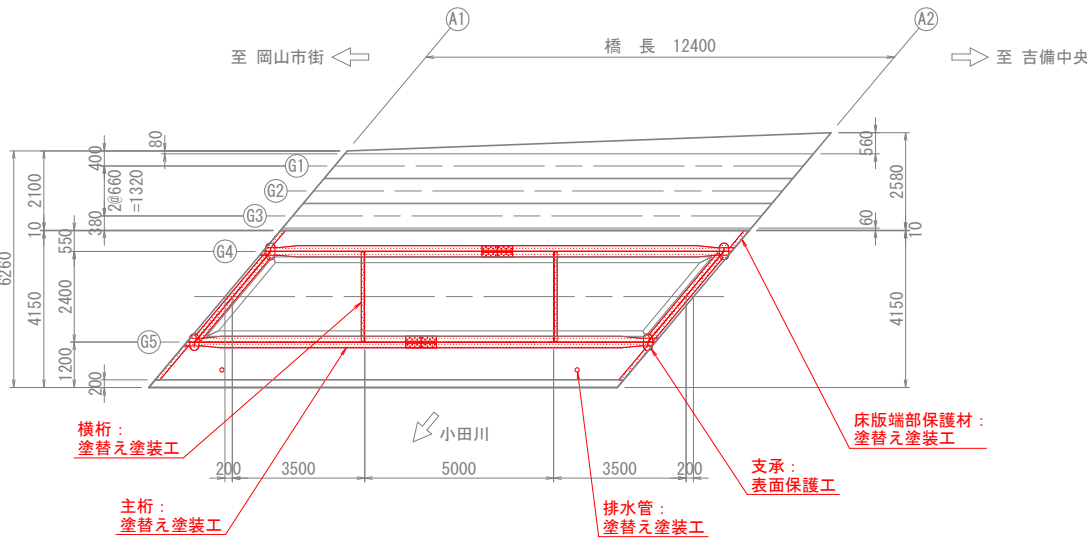 A1
A2
至 岡山市街
橋 長 12400
至 吉備中央
80
400
560
G1
2100
2@660
=1320
G2
2580
G3
380
60
10
10
550
G4
6260
4150
2400
4150
G5
1200
200
小田川
横桁：
塗替え塗装工
床版端部保護材：
塗替え塗装工
200
3500
5000
3500
200
支承：
表面保護工
主桁：
塗替え塗装工
排水管：
塗替え塗装工